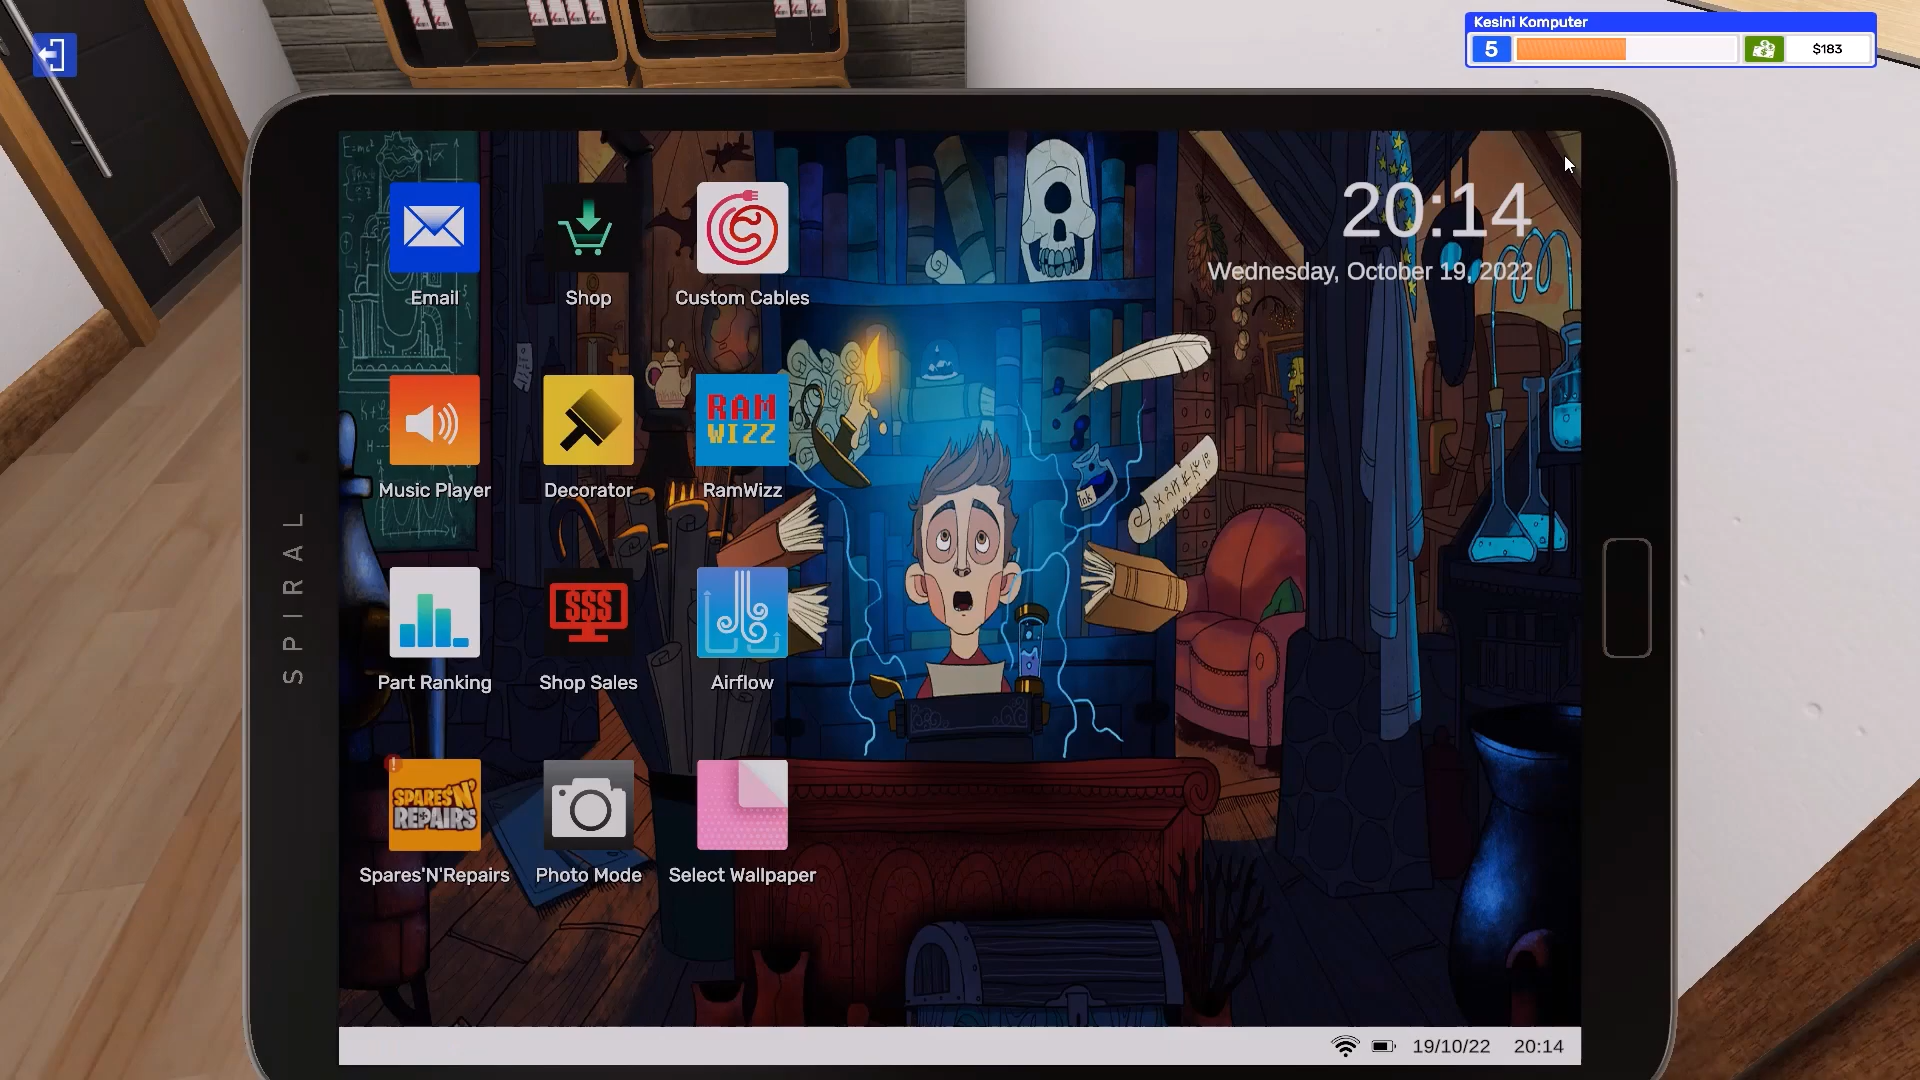 Kesini Komputer
5
$183
20:14
Wednesday, October 19, 2022
Email
Shop
Custom Cables
RAM
WIZZ
Music Player
Decorator
RamWizz
$$$
Part Ranking
Shop Sales
Airflow
SPARES'N'
REPAIRS
Spares'N'Repairs
Photo Mode
Select Wallpaper
SPIRAL
Ink
19/10/22
20:14